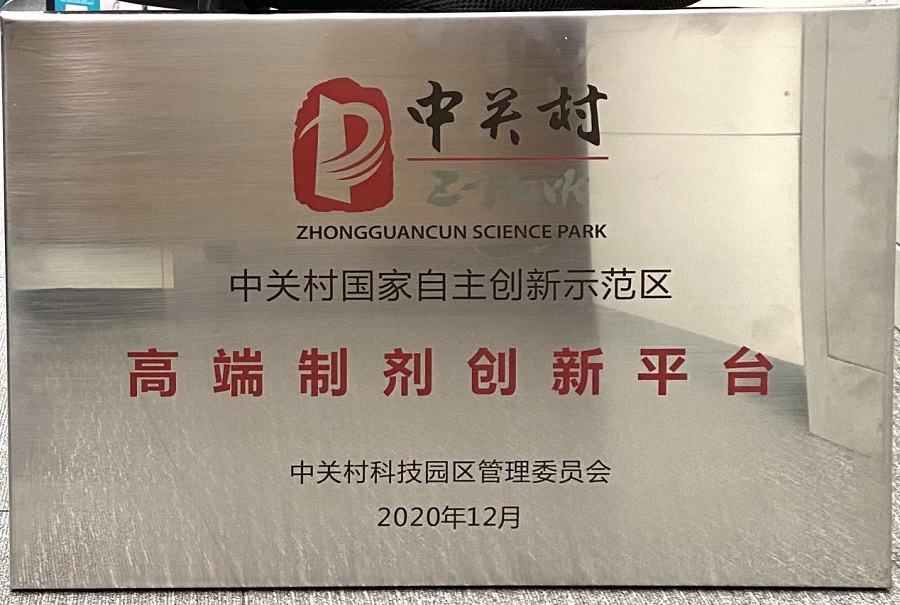 中关村
Z-Park
ZHONGGUANCUN SCIENCE PARK
中关村国家自主创新示范区
高端制剂创新平台
中关村科技园区管理委员会
2020年12月